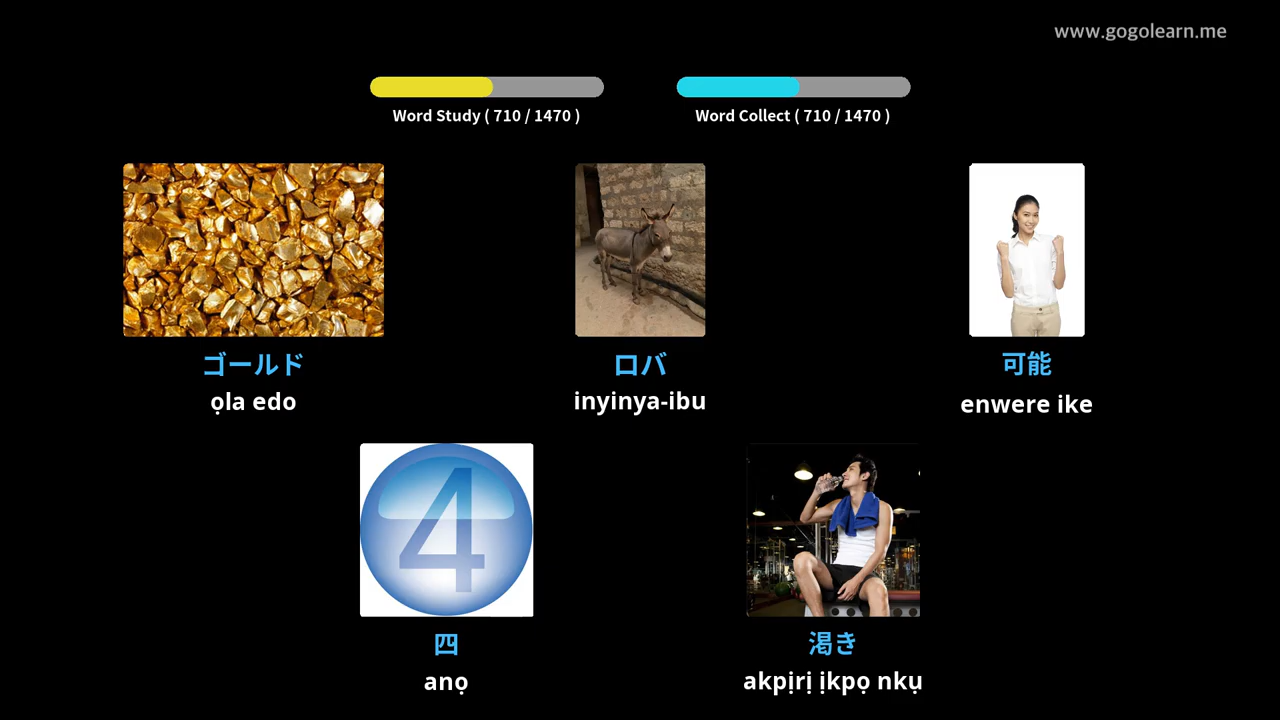 www.gogolearn.me
Word Study ( 710 / 1470 )
Word Collect ( 710 / 1470 )
ゴールド
ọla edo
ロバ
inyinya-ibu
可能
enwere ike
4
四
anọ
渇き
akpịrị ịkpọ nkụ